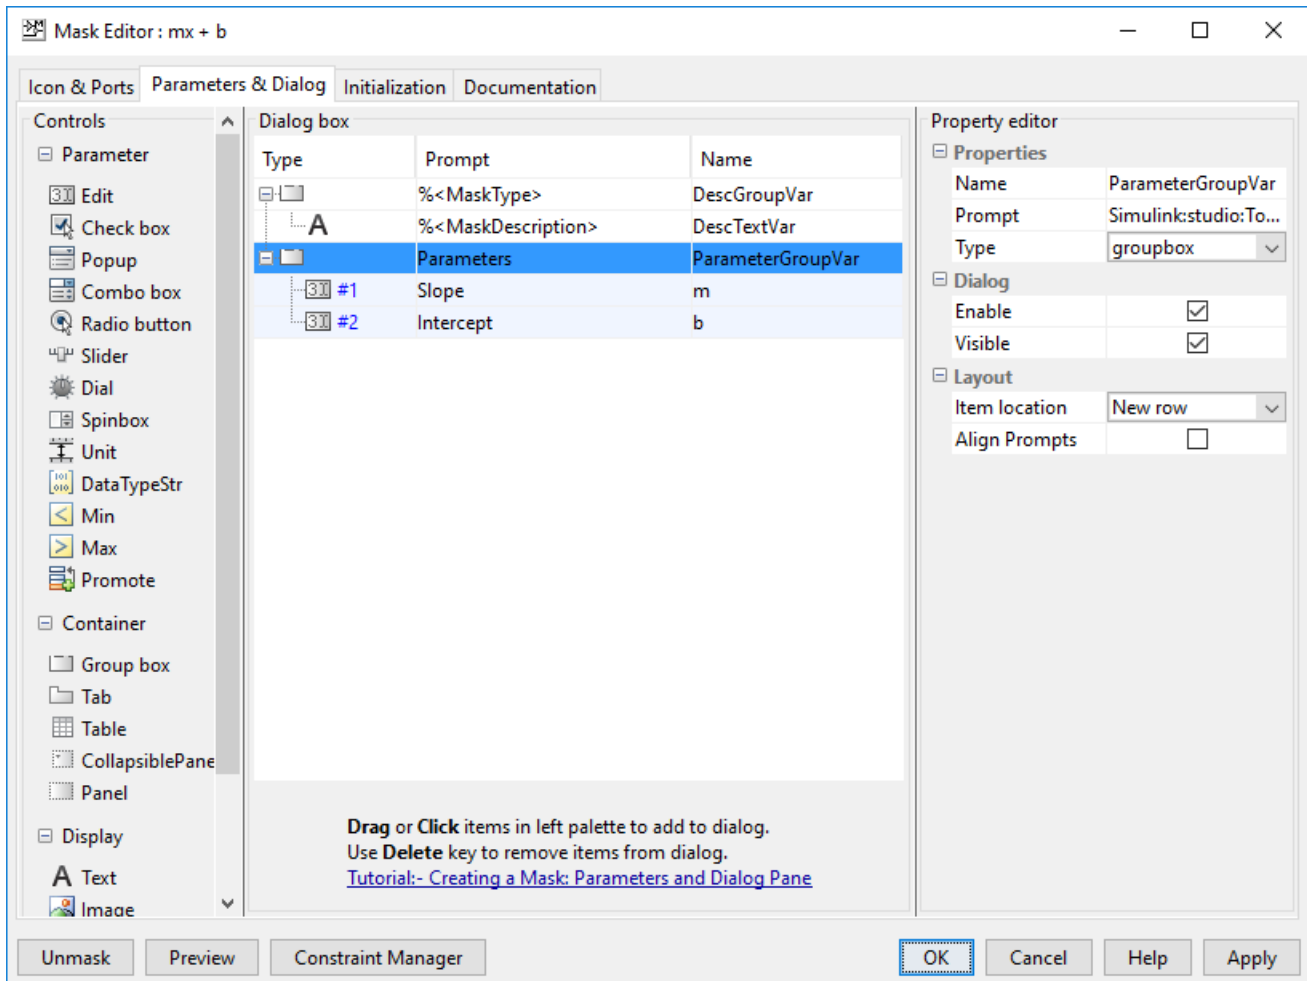 Mask Editor : mx + b
Icon & Ports
Parameters & Dialog
Initialization
Documentation
Controls
Parameter
Edit
Check box
Popup
Combo box
Radio button
Slider
Dial
Spinbox
Unit
DataTypeStr
Min
Max
Promote
Container
Group box
Tab
Table
CollapsiblePane
Panel
Display
A Text
Image
Dialog box
Type Prompt Name
%<MaskType> DescGroupVar
A %<MaskDescription> DescTextVar
Parameters ParameterGroupVar
#1 Slope m
#2 Intercept b
Drag or Click items in left palette to add to dialog.
Use Delete key to remove items from dialog.
Tutorial:- Creating a Mask: Parameters and Dialog Pane
Property editor
Properties
Name ParameterGroupVar
Prompt Simulink:studio:To...
Type groupbox
Dialog
Enable
Visible
Layout
Item location New row
Align Prompts
Unmask
Preview
Constraint Manager
OK
Cancel
Help
Apply